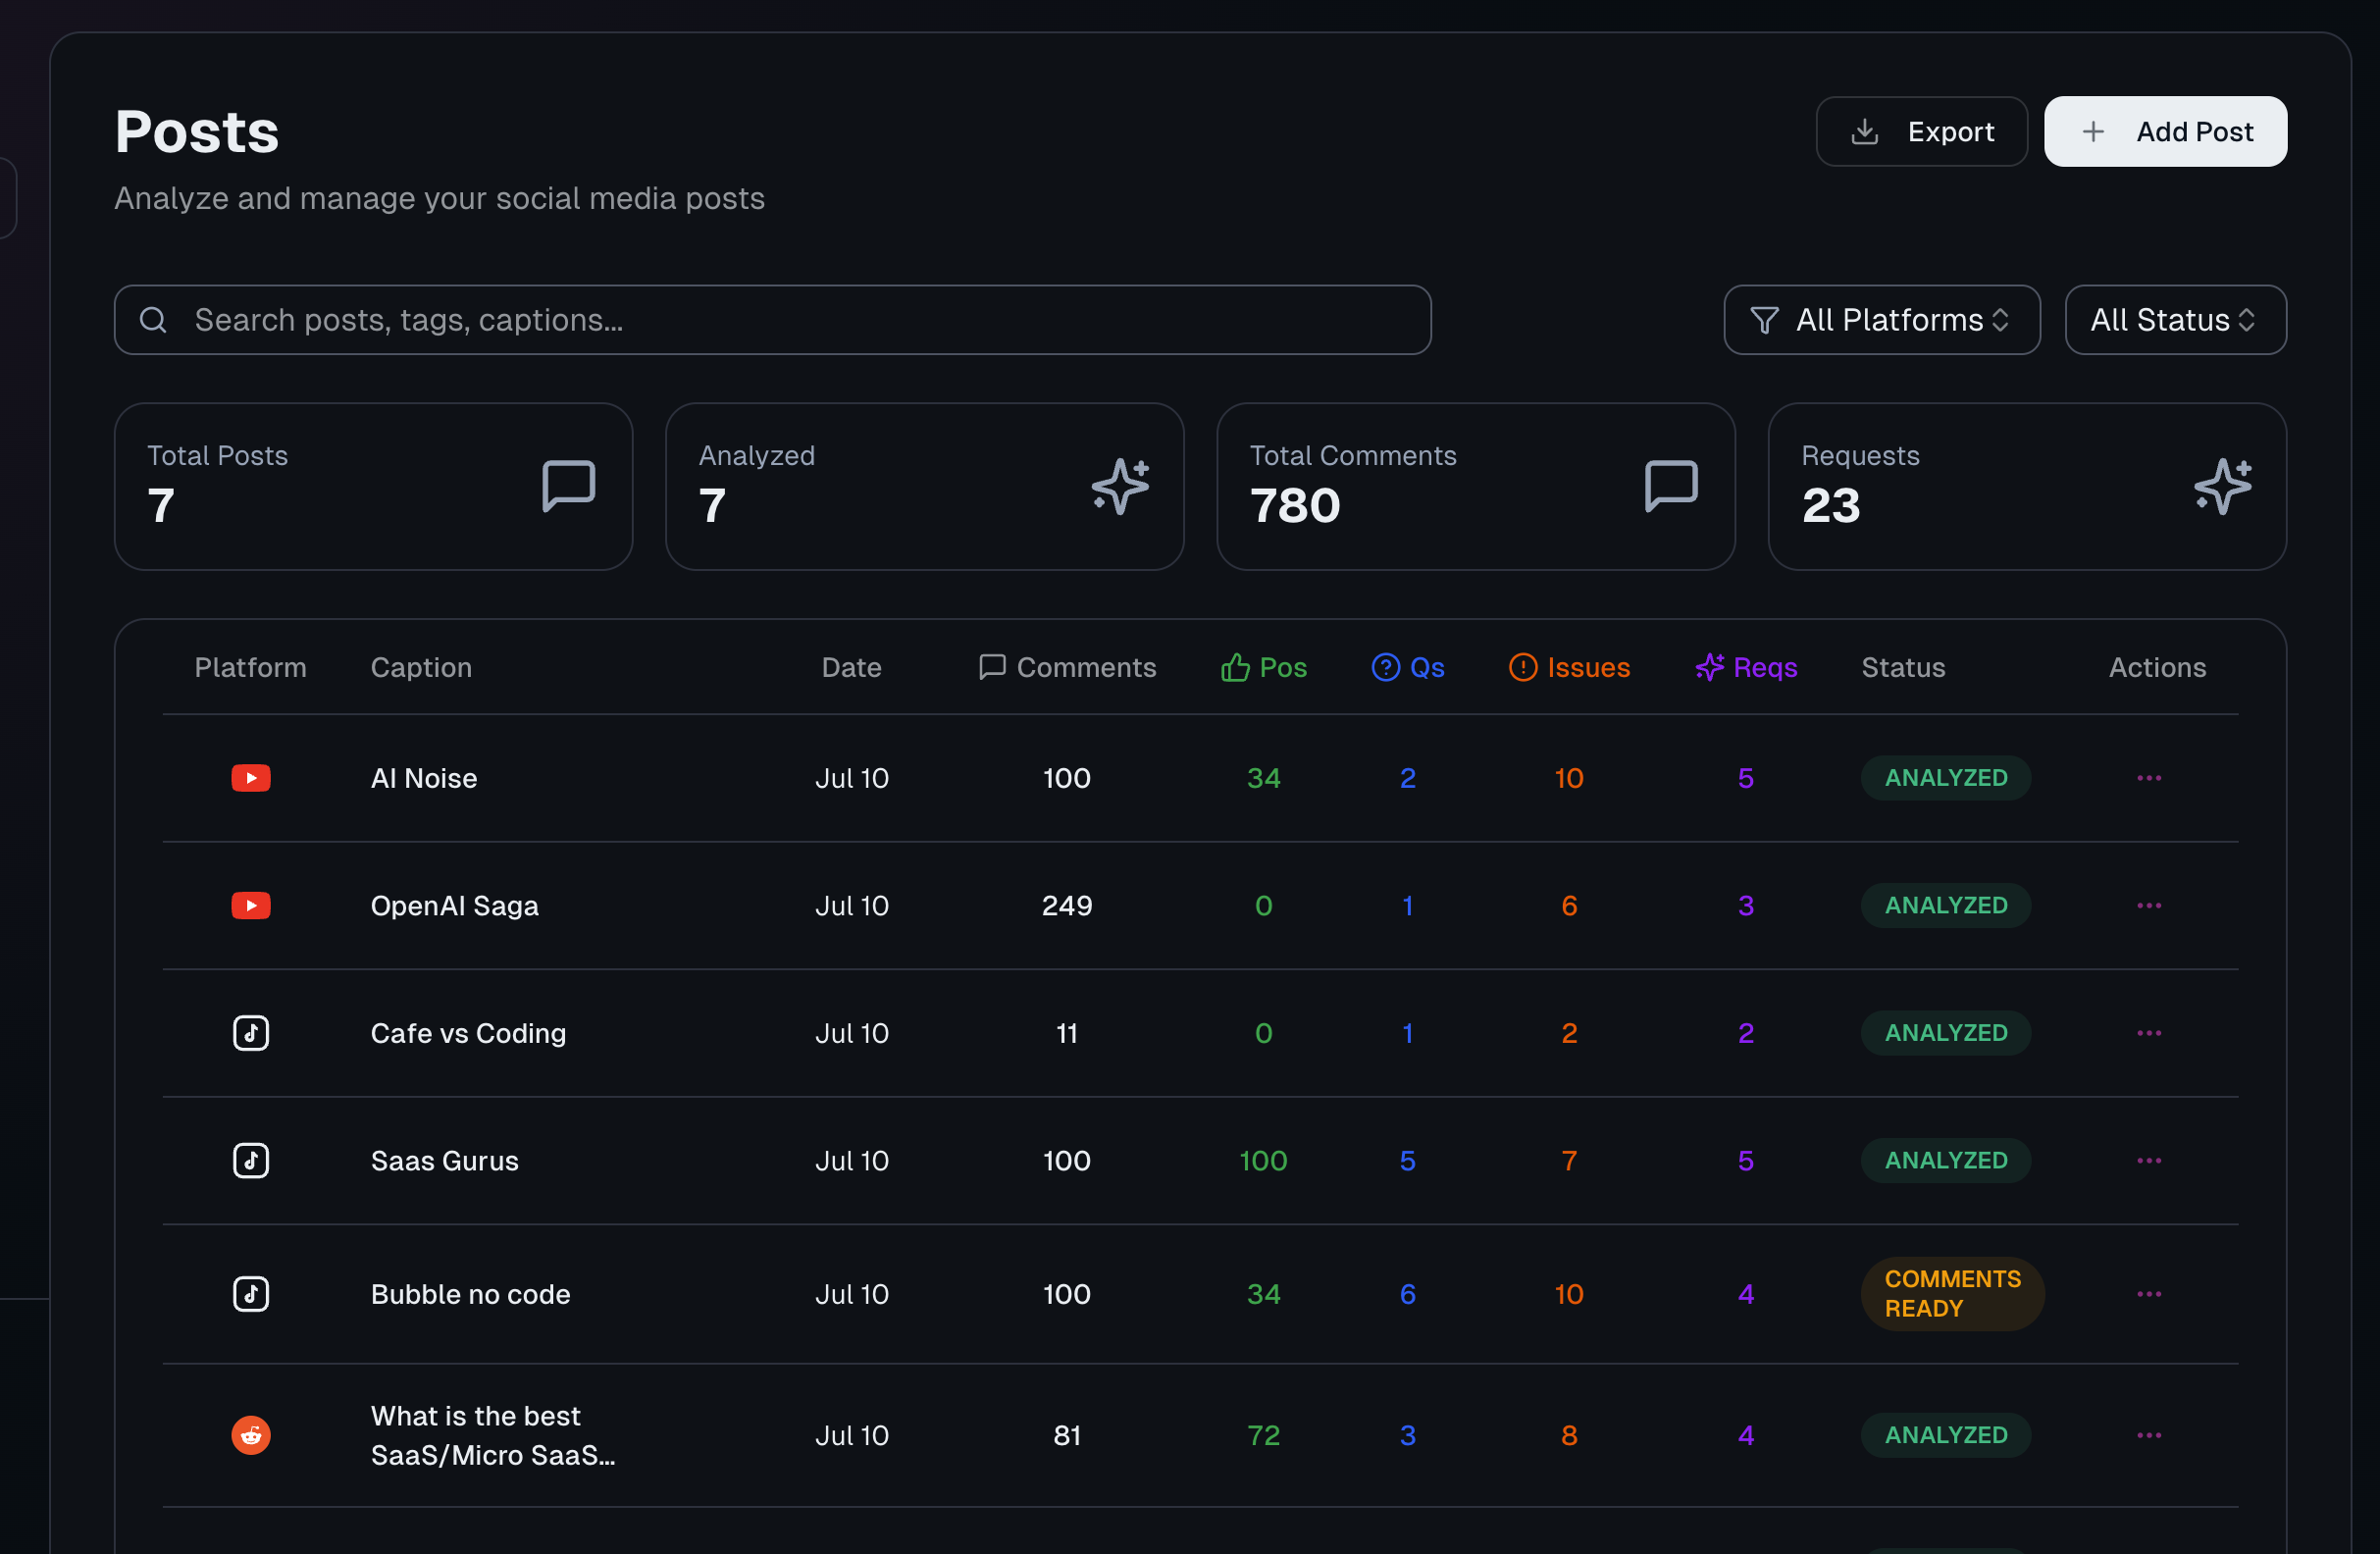 Posts
Export
Add Post
Analyze and manage your social media posts
Search posts, tags, captions...
All Platforms
All Status
Total Posts
7
Analyzed
7
Total Comments
780
Requests
23
Platform Caption Date Comments Pos Qs Issues Reqs Status Actions
AI Noise Jul 10 100 34 2 10 5 ANALYZED
OpenAI Saga Jul 10 249 0 1 6 3 ANALYZED
Cafe vs Coding Jul 10 11 0 1 2 2 ANALYZED
Saas Gurus Jul 10 100 100 5 7 5 ANALYZED
Bubble no code Jul 10 100 34 6 10 4 COMMENTS
READY
What is the best
SaaS/Micro SaaS... Jul 10 81 72 3 8 4 ANALYZED